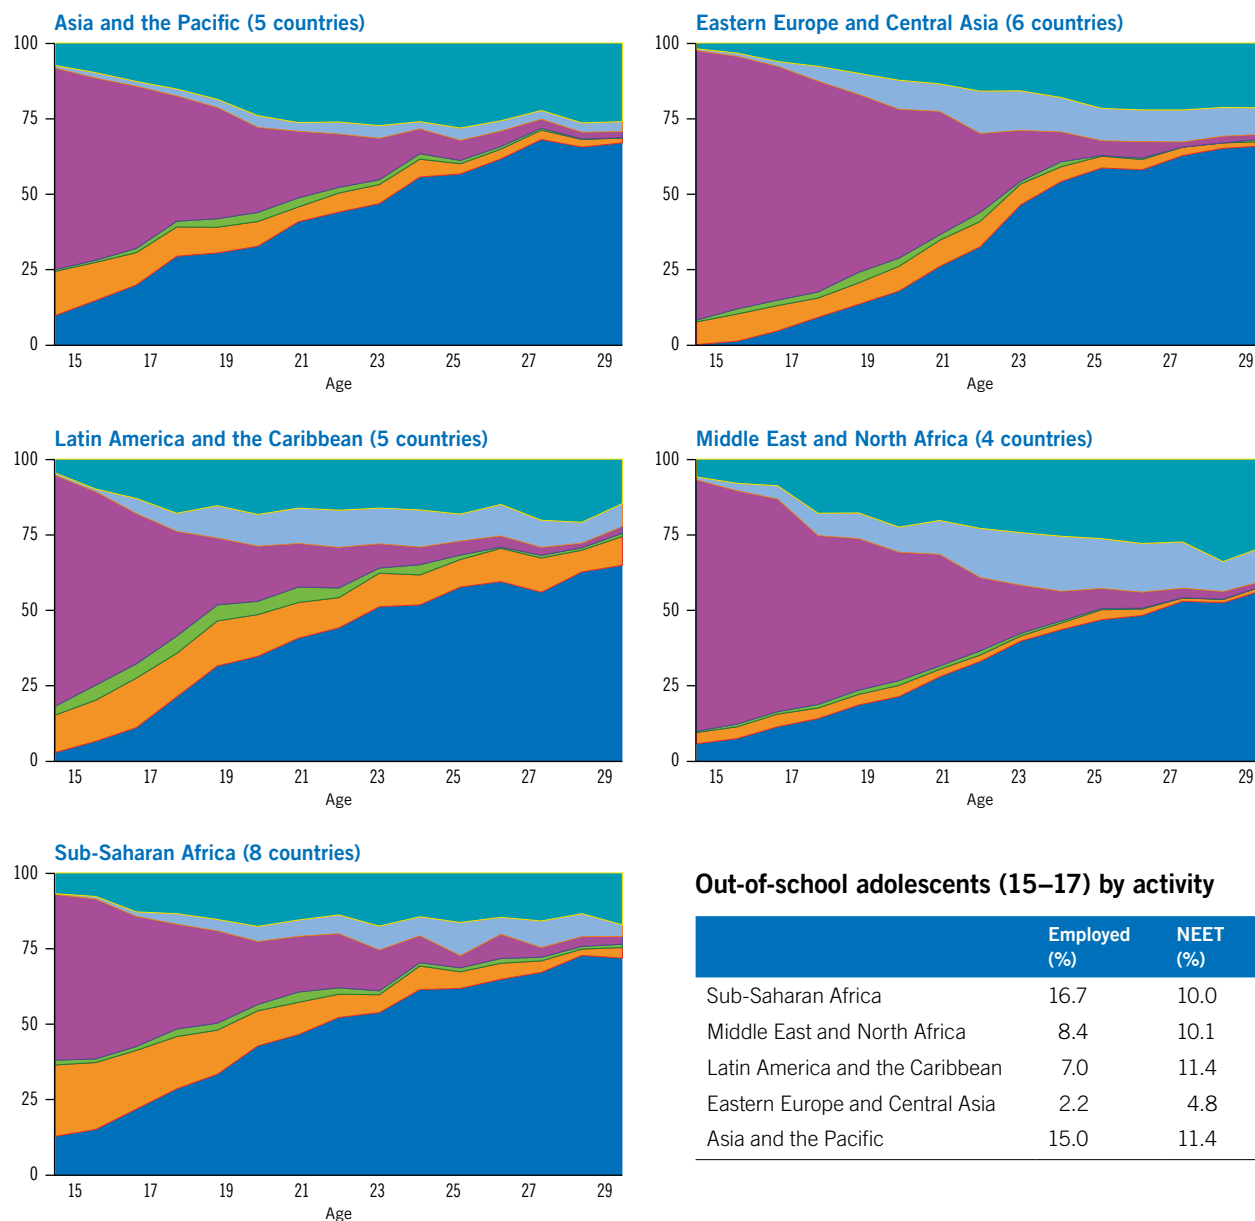 Asia and the Pacific (5 countries)
100
75
50
25
0
15 17 19 21 23 25 27 29
Age
Eastern Europe and Central Asia (6 countries)
100
75
50
25
0
15 17 19 21 23 25 27 29
Age
Latin America and the Caribbean (5 countries)
100
75
50
25
0
15 17 19 21 23 25 27 29
Age
Middle East and North Africa (4 countries)
100
75
50
25
0
15 17 19 21 23 25 27 29
Age
Sub-Saharan Africa (8 countries)
100
75
50
25
0
15 17 19 21 23 25 27 29
Age
Out-of-school adolescents (15–17) by activity
Employed NEET
(%) (%)
Sub-Saharan Africa 16.7 10.0
Middle East and North Africa 8.4 10.1
Latin America and the Caribbean 7.0 11.4
Eastern Europe and Central Asia 2.2 4.8
Asia and the Pacific 15.0 11.4